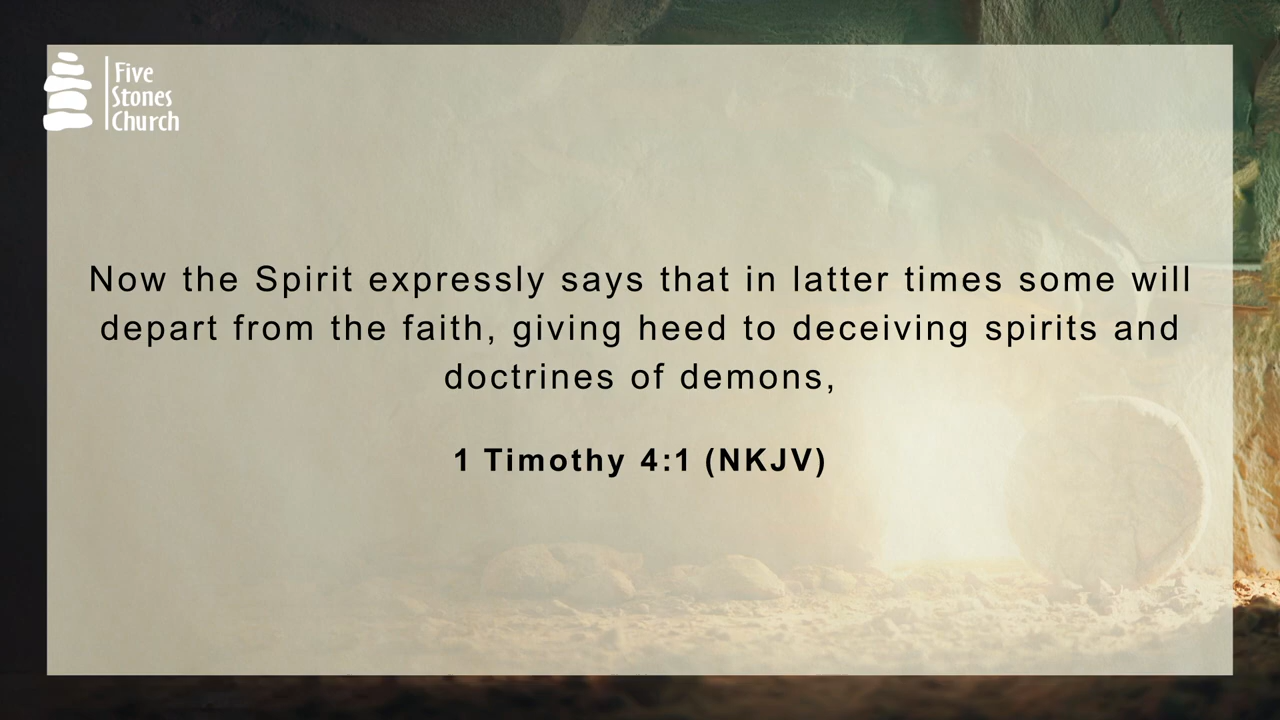 Five
Stones
Church
Now the Spirit expressly says that in latter times some will
depart from the faith, giving heed to deceiving spirits and
doctrines of demons,
1 Timothy 4:1 (NKJV)